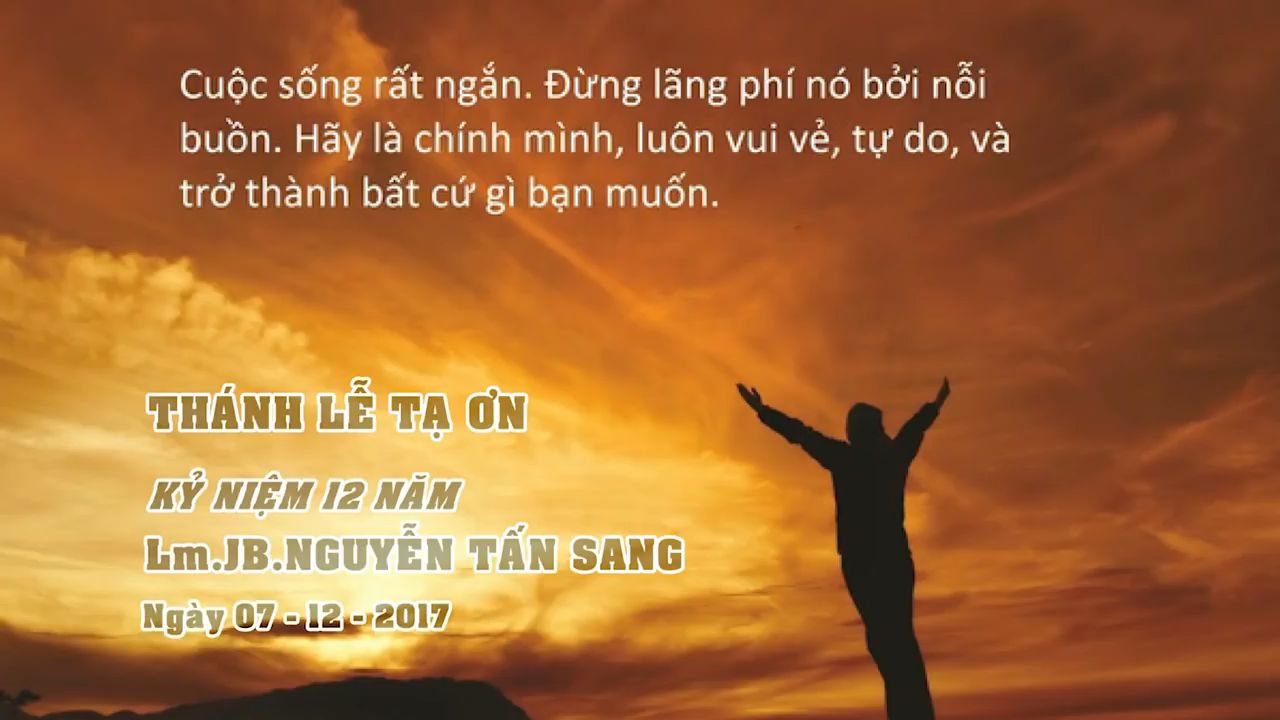 Cuộc sống rất ngắn. Đừng lãng phí nó bởi nỗi
buồn. Hãy là chính mình, luôn vui vẻ, tự do, và
trở thành bất cứ gì bạn muốn.
THÁNH LỄ TẠ ƠN
KỶ NIỆM 12 NĂM
Lm.JB.NGUYỄN TẤN SANG
Ngày 07 - 12 - 2017